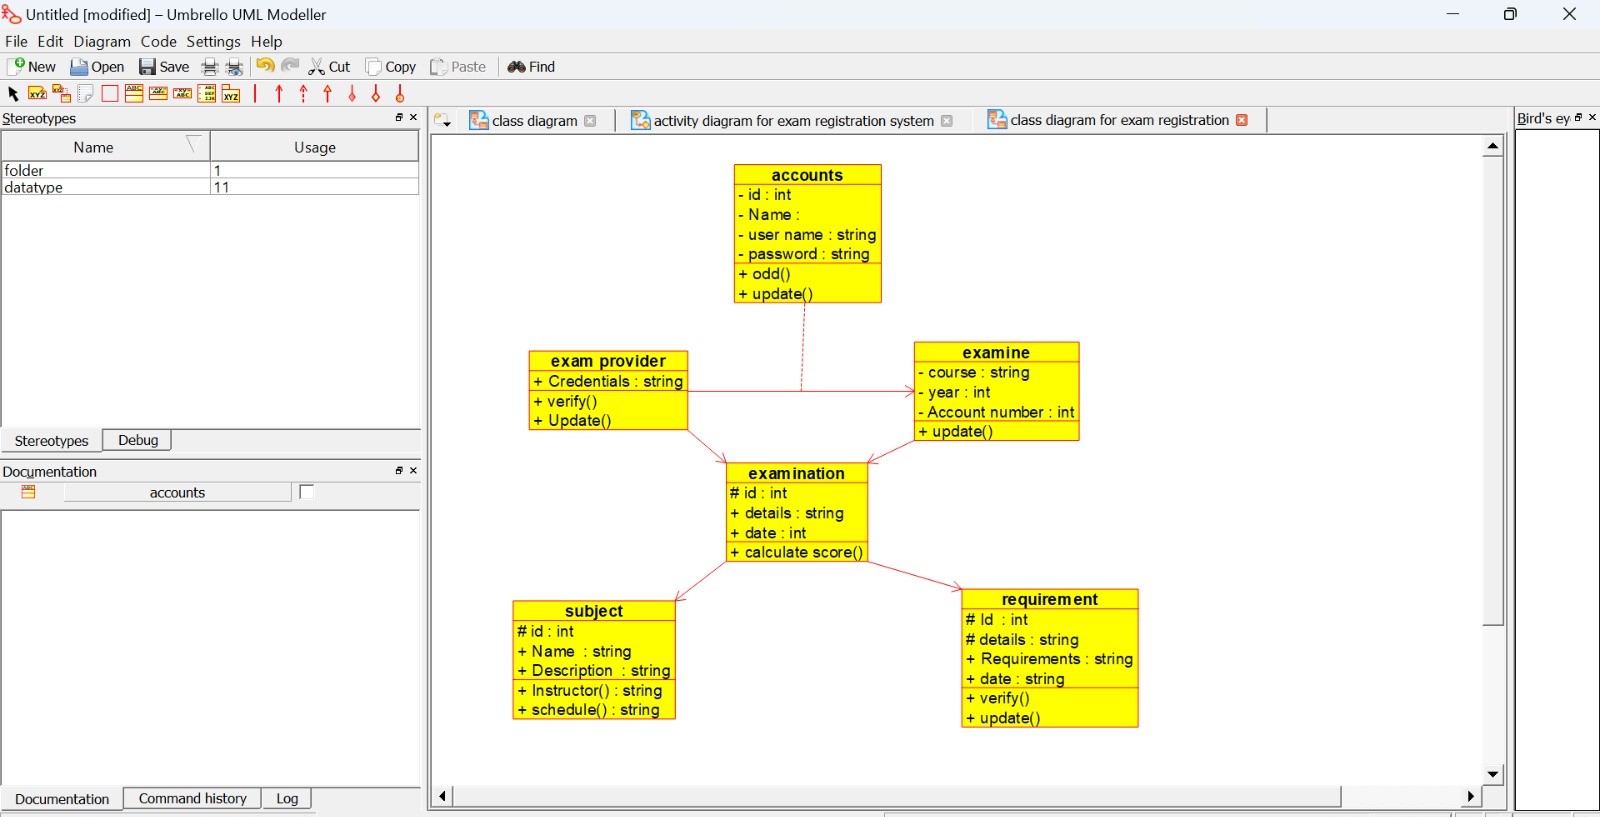 Untitled [modified] – Umbrello UML Modeller
File Edit Diagram Code Settings Help
New Open Save Cut Copy Paste Find
Stereotypes
Name Usage
folder 1
datatype 11
Stereotypes Debug
Documentation
accounts
Documentation Command history Log
class diagram activity diagram for exam registration system class diagram for exam registration
Bird's ey
accounts
- id : int
- Name :
- user name : string
- password : string
+ odd()
+ update()
exam provider
+ Credentials : string
+ verify()
+ Update()
examine
- course : string
- year : int
- Account number : int
+ update()
examination
# id : int
+ details : string
+ date : int
+ calculate score()
subject
# id : int
+ Name : string
+ Description : string
+ Instructor() : string
+ schedule() : string
requirement
# Id : int
# details : string
+ Requirements : string
+ date : string
+ verify()
+ update()